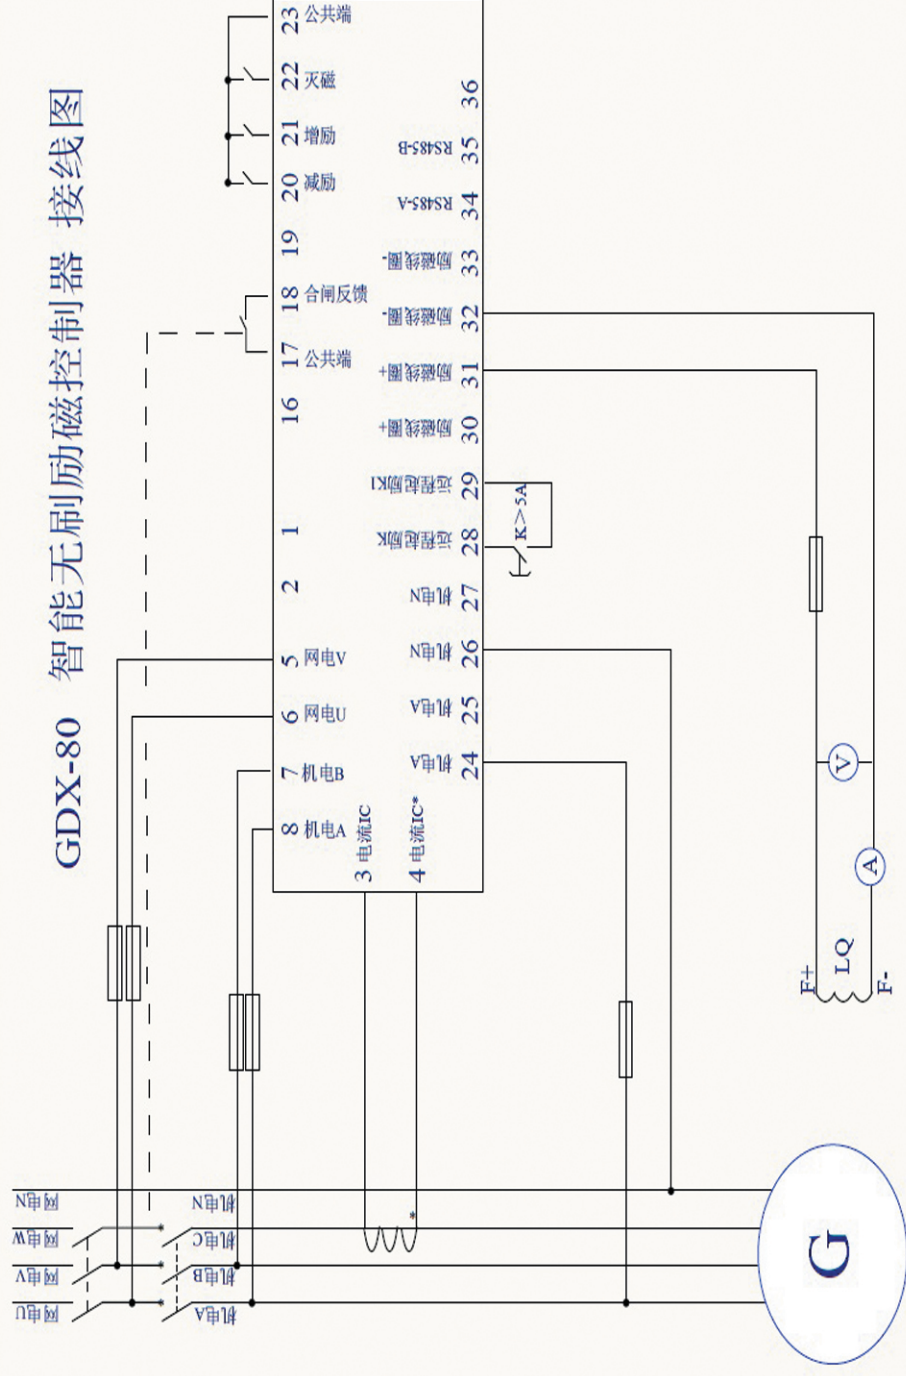 GDX-80 智能无刷励磁控制器 接线图
23 公共端
22 灭磁
21 增励
20 减励
19
18 合闸反馈
17 公共端
16
1
2
5 网电V
6 网电U
7 机电B
8 机电A
3 电流IC
4 电流IC*
36
35 RS485-B
34 RS485-A
33 励磁线圈-
32 励磁线圈-
31 励磁线圈+
30 励磁线圈+
29 远程起励K1
28 远程起励K
27 机电N
26 机电N
25 机电A
24 机电A
K>5A
V
A
F+
LQ
F-
网电N
网电W
网电V
网电U
机电N
机电C
机电B
机电A
*
G